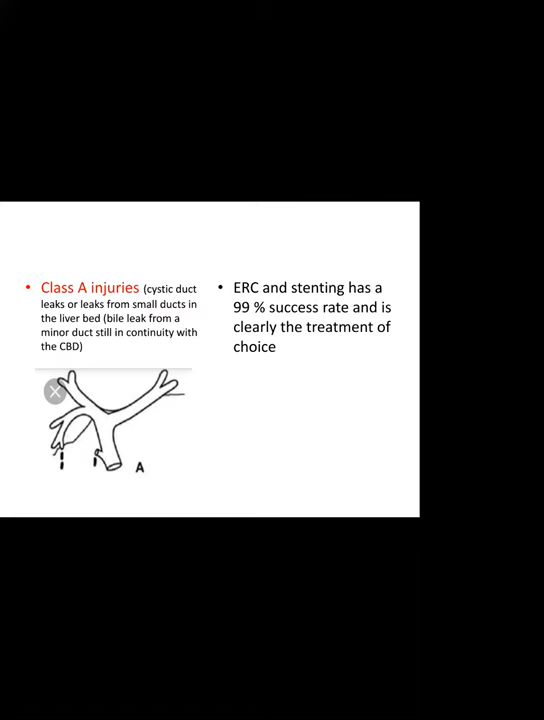 • Class A injuries (cystic duct
leaks or leaks from small ducts in
the liver bed (bile leak from a
minor duct still in continuity with
the CBD)
• ERC and stenting has a
99 % success rate and is
clearly the treatment of
choice
A